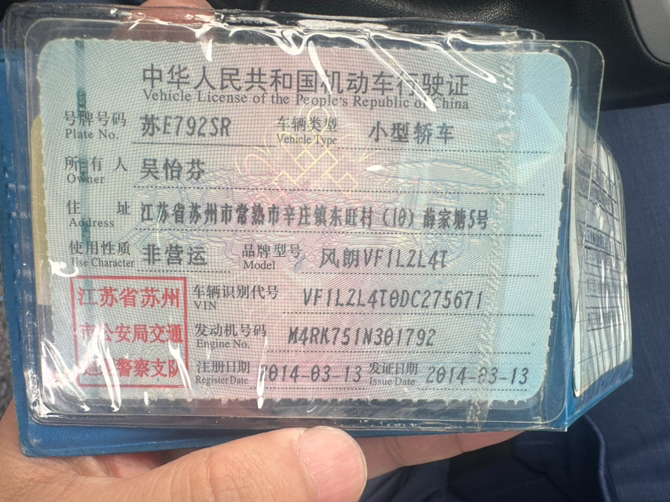 中华人民共和国机动车行驶证
Vehicle License of the People's Republic of China
号牌号码 苏E792SR 车辆类型 小型轿车
Plate No. Vehicle Type
所有人 吴怡芬
Owner
住址 江苏省苏州市常熟市辛庄镇东旺村(10)薛家塘5号
Address
使用性质 非营运 品牌型号 风朗VF1L2L4T
Use Character Model
江苏省苏州 车辆识别代号 VF1L2L4T0DC275671
VIN
市公安局交通 发动机号码 M4RK751N301792
Engine No.
巡逻警察支队 注册日期 2014-03-13 发证日期 2014-03-13
Register Date Issue Date